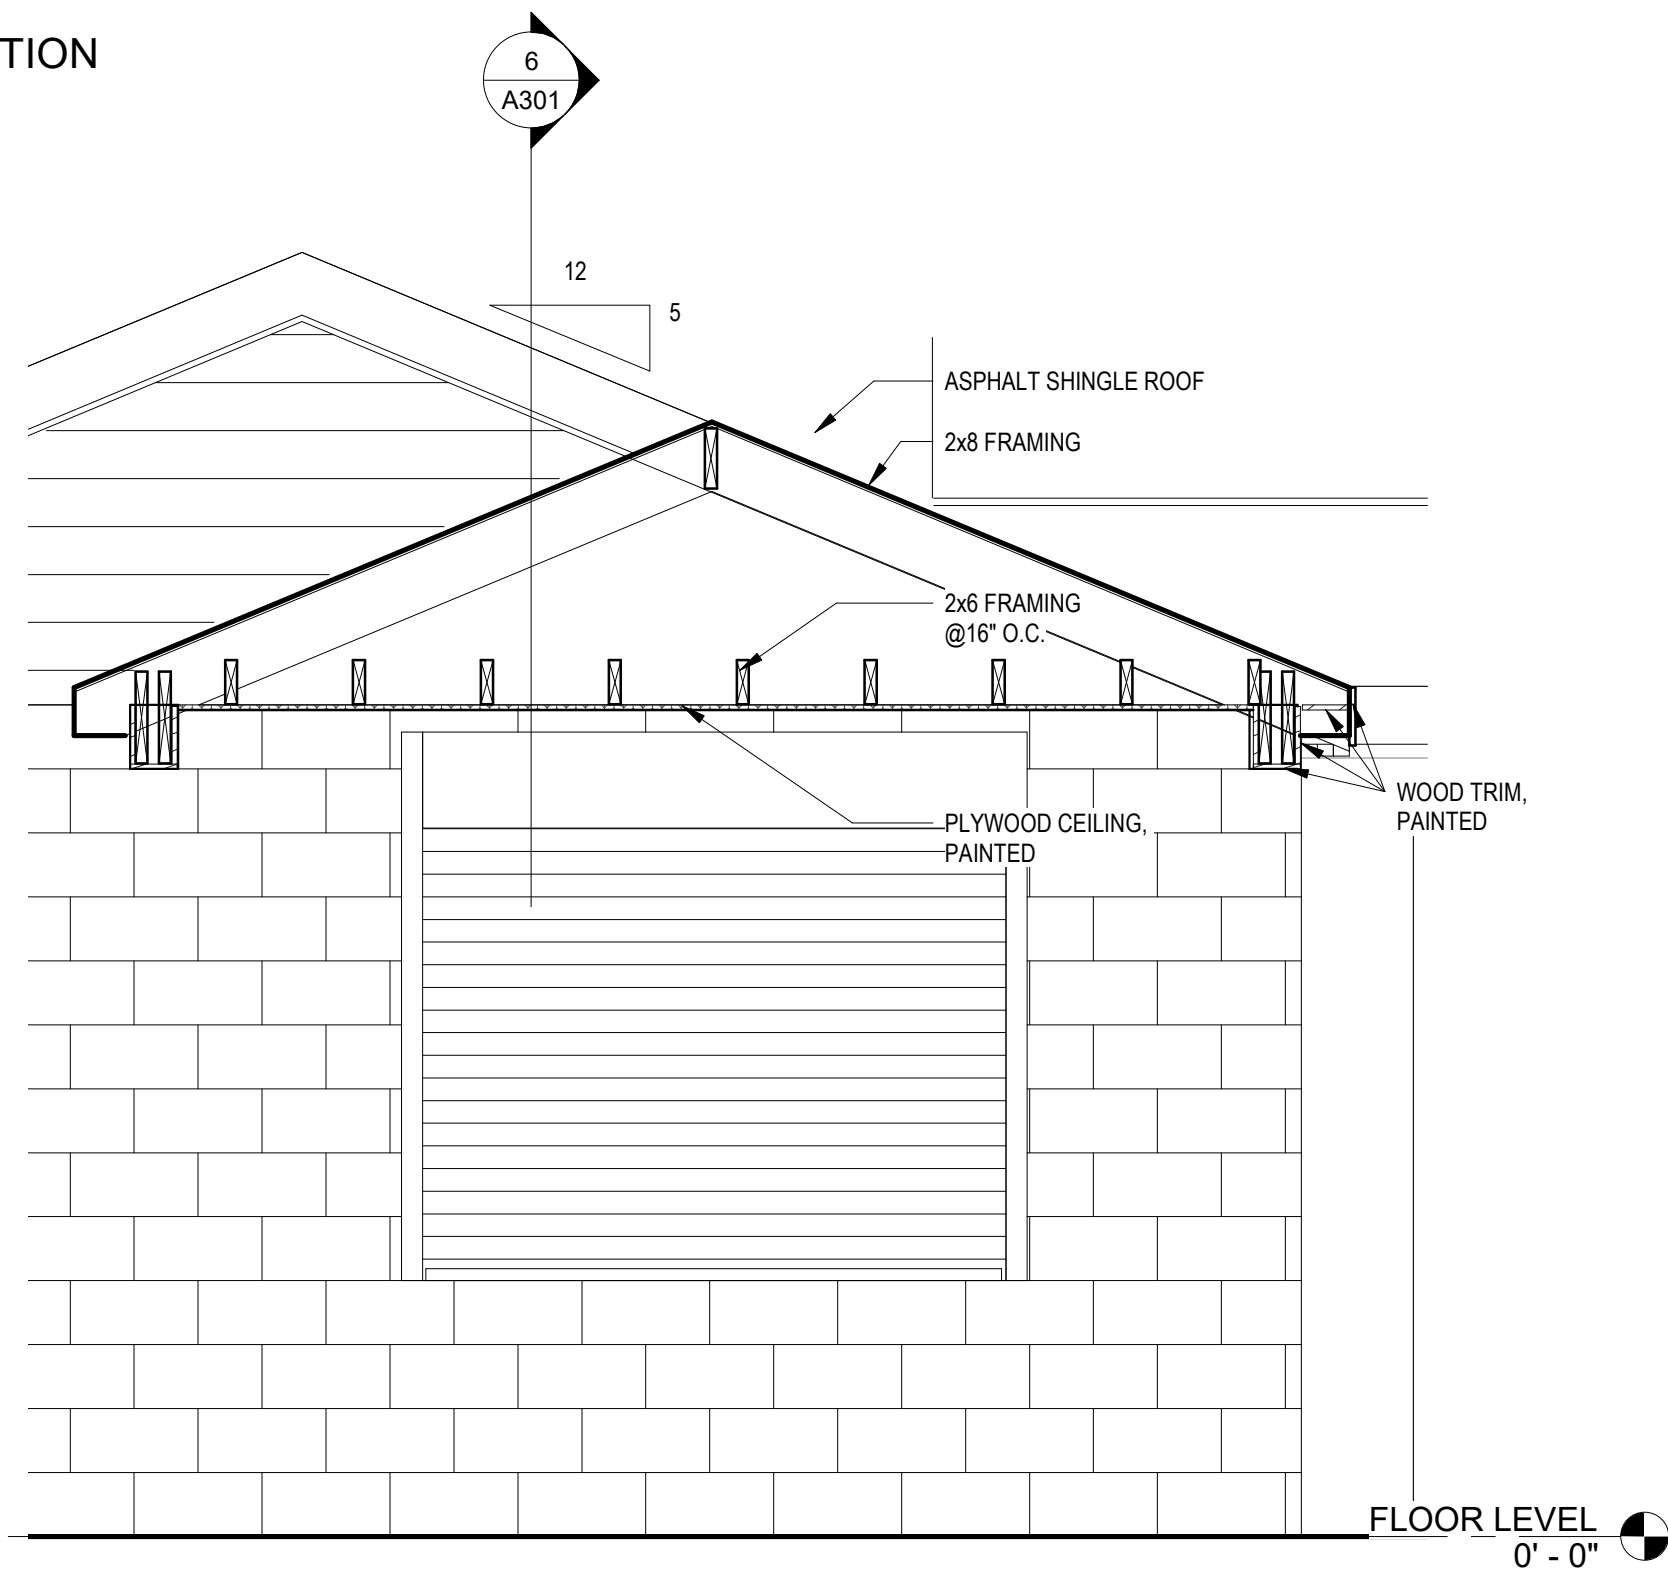 TION
6
A301
12
5
ASPHALT SHINGLE ROOF
2x8 FRAMING
2x6 FRAMING
@16" O.C.
PLYWOOD CEILING,
PAINTED
WOOD TRIM,
PAINTED
FLOOR LEVEL
0' - 0"